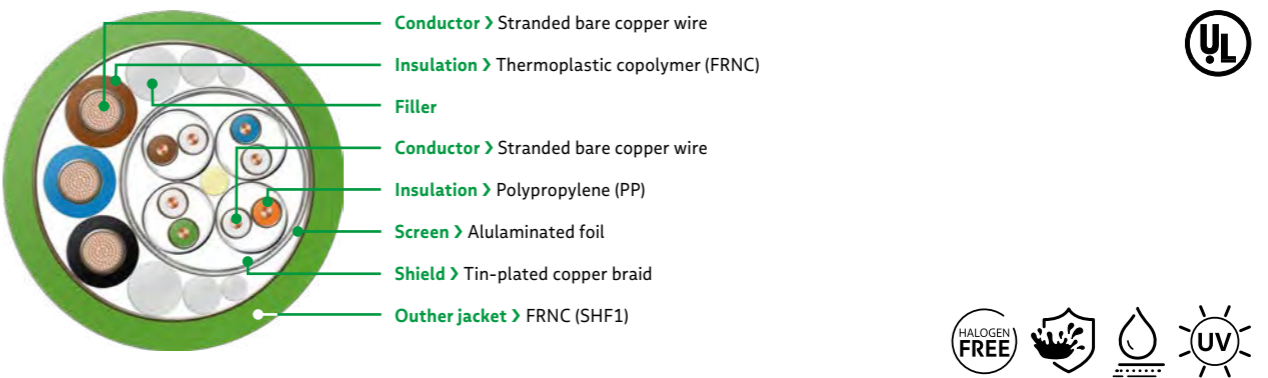 Conductor › Stranded bare copper wire
UL
Insulation › Thermoplastic copolymer (FRNC)
Filler
Conductor › Stranded bare copper wire
Insulation › Polypropylene (PP)
Screen › Alulaminated foil
Shield › Tin-plated copper braid
Outher jacket › FRNC (SHF1)
HALOGEN
FREE
UV